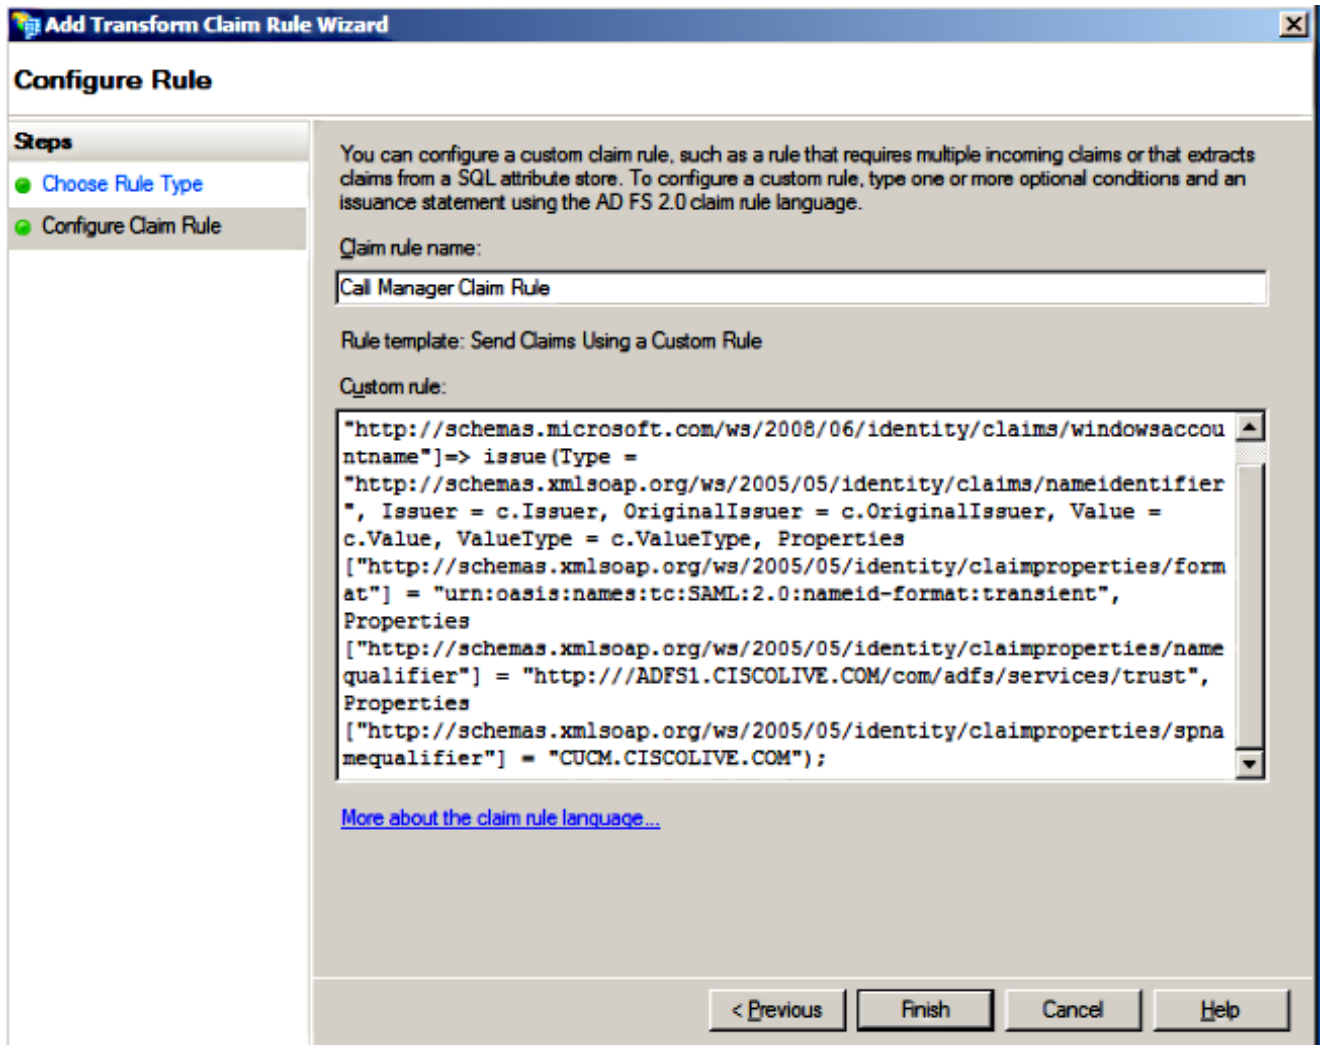 Add Transform Claim Rule Wizard
Configure Rule
Steps
Choose Rule Type
Configure Claim Rule
You can configure a custom claim rule, such as a rule that requires multiple incoming claims or that extracts
claims from a SQL attribute store. To configure a custom rule, type one or more optional conditions and an
issuance statement using the AD FS 2.0 claim rule language.
Claim rule name:
Call Manager Claim Rule
Rule template: Send Claims Using a Custom Rule
Custom rule:
"http://schemas.microsoft.com/ws/2008/06/identity/claims/windowsaccou
ntname"]=> issue(Type =
"http://schemas.xmlsoap.org/ws/2005/05/identity/claims/nameidentifier
", Issuer = c.Issuer, OriginalIssuer = c.OriginalIssuer, Value =
c.Value, ValueType = c.ValueType, Properties
["http://schemas.xmlsoap.org/ws/2005/05/identity/claimproperties/form
at"] = "urn:oasis:names:tc:SAML:2.0:nameid-format:transient",
Properties
["http://schemas.xmlsoap.org/ws/2005/05/identity/claimproperties/name
qualifier"] = "http:///ADFS1.CISCOLIVE.COM/com/adfs/services/trust",
Properties
["http://schemas.xmlsoap.org/ws/2005/05/identity/claimproperties/spna
mequalifier"] = "CUCM.CISCOLIVE.COM");
More about the claim rule language...
< Previous
Finish
Cancel
Help